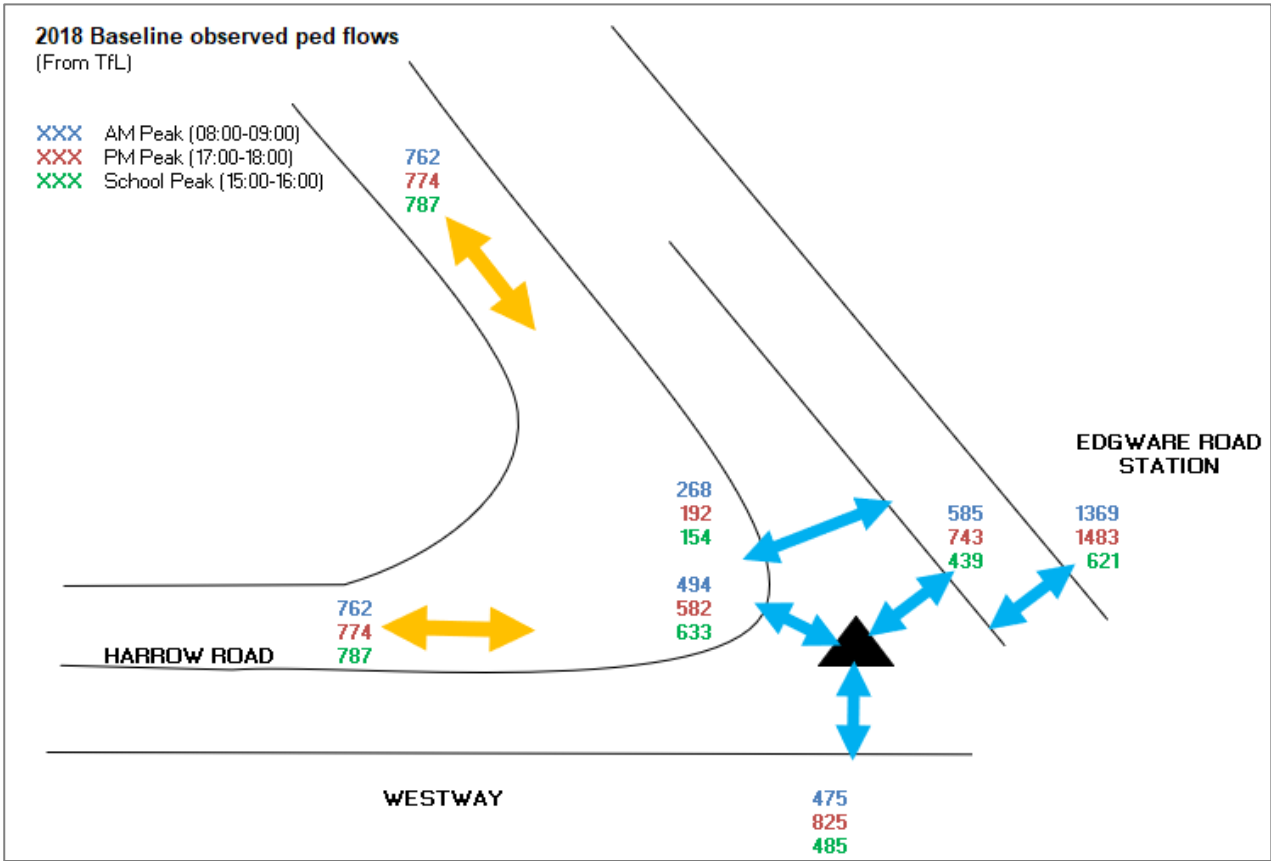 2018 Baseline observed ped flows
(From TfL)
XXX AM Peak (08:00-09:00)
XXX PM Peak (17:00-18:00)
XXX School Peak (15:00-16:00)
762
774
787
EDGWARE ROAD
STATION
268
192
154
585
743
439
1369
1483
621
494
582
633
762
774
787
HARROW ROAD
WESTWAY
475
825
485